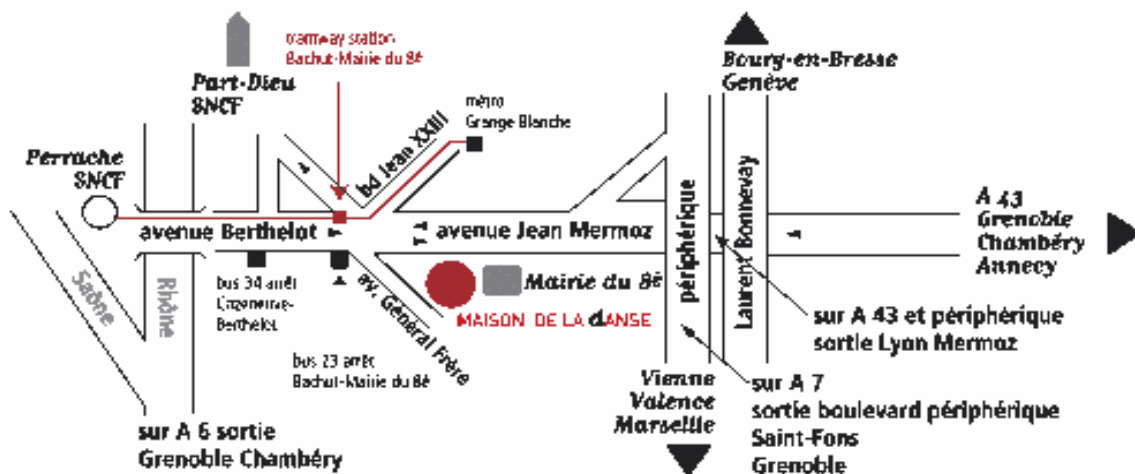 tramway station
Bachut-Mairie du 8è
Part-Dieu
SNCF
Bourg-en-Bresse
Genève
métro
Grange Blanche
bd Jean XXIII
Perrache
SNCF
avenue Berthelot
avenue Jean Mermoz
périphérique
Laurent Bonnevay
A 43
Grenoble
Chambéry
Annecy
Saône
Rhône
bus 34 arrêt
Cazeneuve-
Berthelot
av. Général Frère
Mairie du 8è
MAISON DE LA dANSE
sur A 43 et périphérique
sortie Lyon Mermoz
bus 23 arrêt
Bachut-Mairie du 8è
Vienne
Valence
Marseille
sur A 7
sortie boulevard périphérique
Saint-Fons
Grenoble
sur A 6 sortie
Grenoble Chambéry